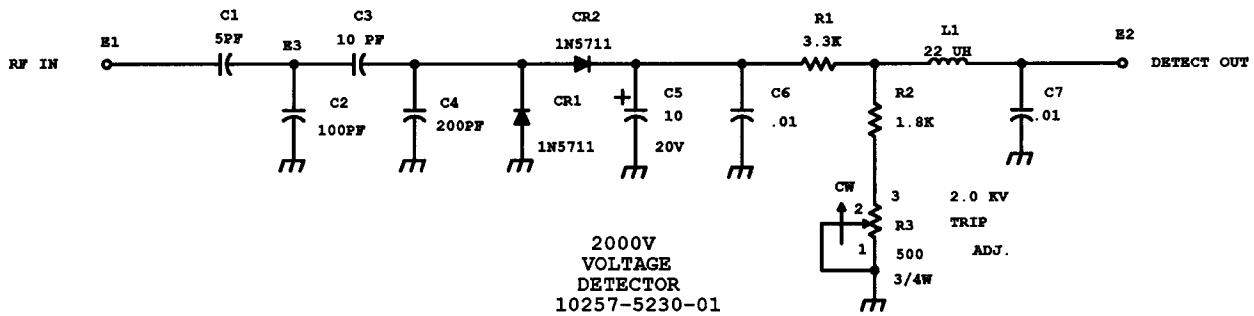 RF IN
E1
C1
5PF
E3
C2
100PF
C3
10 PF
C4
200PF
CR2
1N5711
CR1
1N5711
+
C5
10
20V
C6
.01
R1
3.3K
R2
1.8K
L1
22 UH
C7
.01
E2
DETECT OUT
CW
2
3
1
R3
500
3/4W
2.0 KV
TRIP
ADJ.
2000V
VOLTAGE
DETECTOR
10257-5230-01